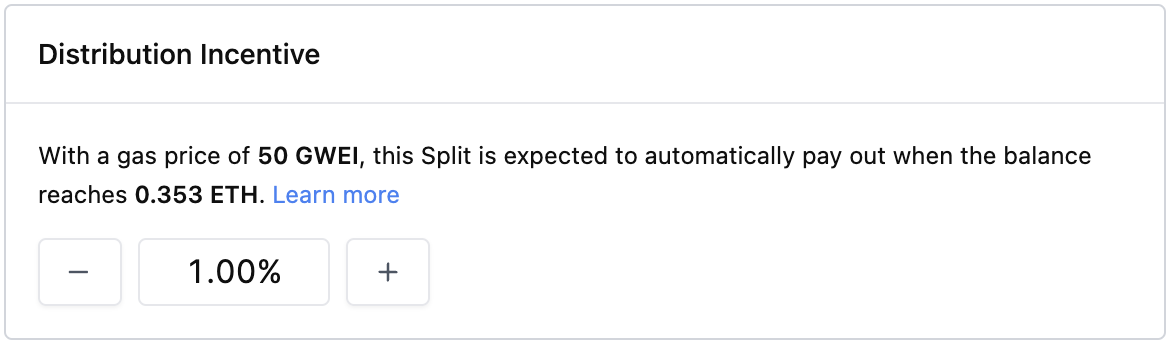 Distribution Incentive
With a gas price of 50 GWEI, this Split is expected to automatically pay out when the balance
reaches 0.353 ETH. Learn more
− 1.00% +